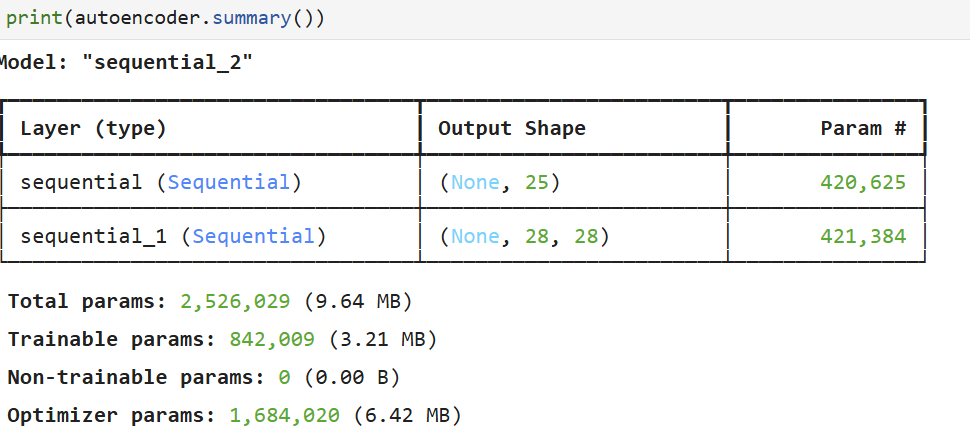 print(autoencoder.summary())
Model: "sequential_2"
Layer (type) Output Shape Param #
sequential (Sequential) (None, 25) 420,625
sequential_1 (Sequential) (None, 28, 28) 421,384
Total params: 2,526,029 (9.64 MB)
Trainable params: 842,009 (3.21 MB)
Non-trainable params: 0 (0.00 B)
Optimizer params: 1,684,020 (6.42 MB)